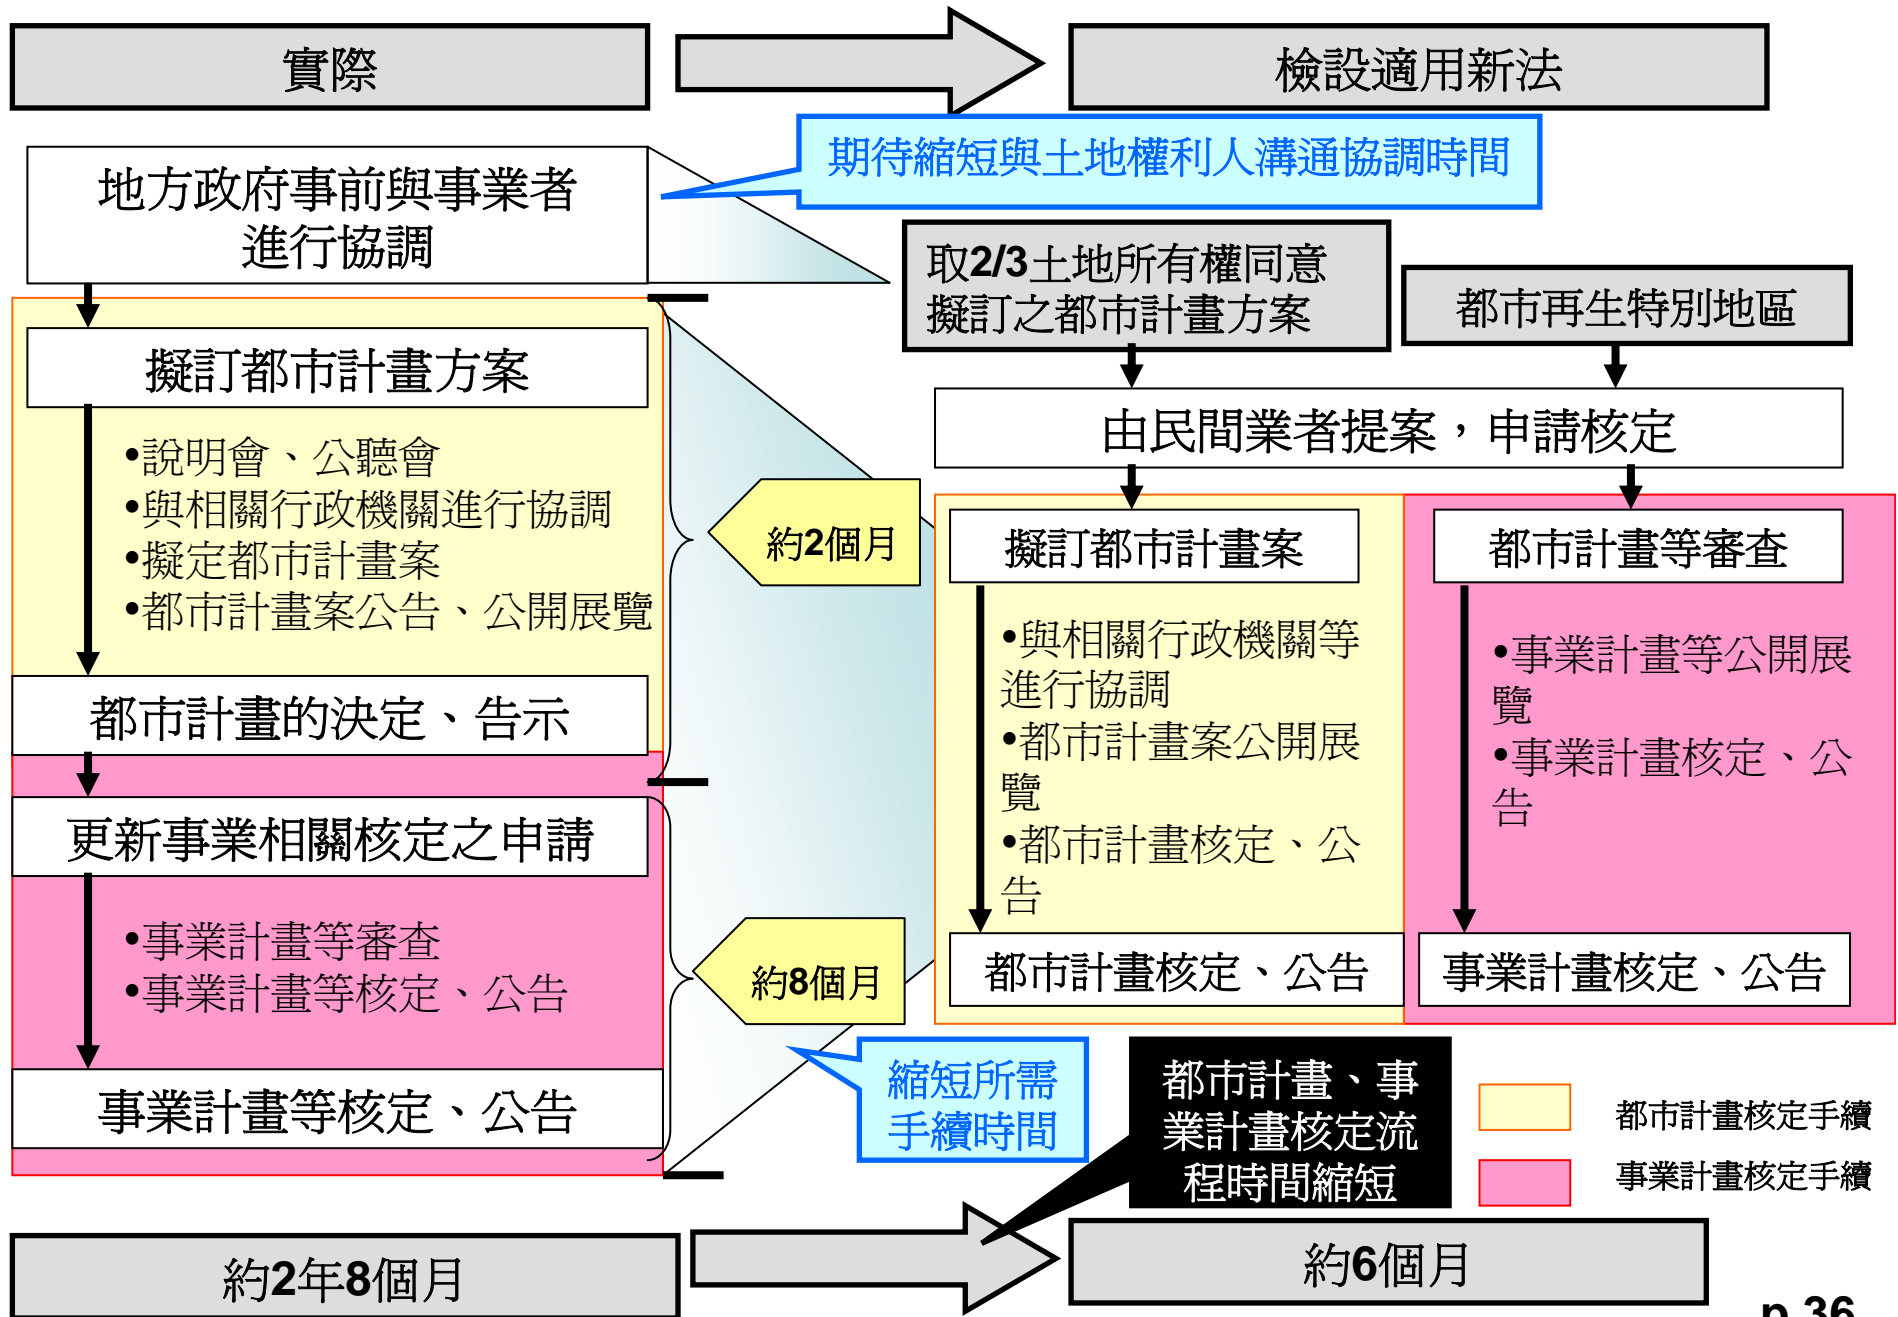 實際
檢設適用新法
期待縮短與土地權利人溝通協調時間
地方政府事前與事業者
進行協調
取2/3土地所有權同意
擬訂之都市計畫方案
都市再生特別地區
擬訂都市計畫方案
由民間業者提案，申請核定
•說明會、公聽會
•與相關行政機關進行協調
•擬定都市計畫案
•都市計畫案公告、公開展覽
約2個月
擬訂都市計畫案
都市計畫等審查
•與相關行政機關等
進行協調
•都市計畫案公開展
覽
•都市計畫核定、公
告
•事業計畫等公開展
覽
•事業計畫核定、公
告
都市計畫的決定、告示
更新事業相關核定之申請
•事業計畫等審查
•事業計畫等核定、公告
約8個月
都市計畫核定、公告
事業計畫核定、公告
事業計畫等核定、公告
縮短所需
手續時間
都市計畫、事
業計畫核定流
程時間縮短
都市計畫核定手續
事業計畫核定手續
約2年8個月
約6個月
p.36